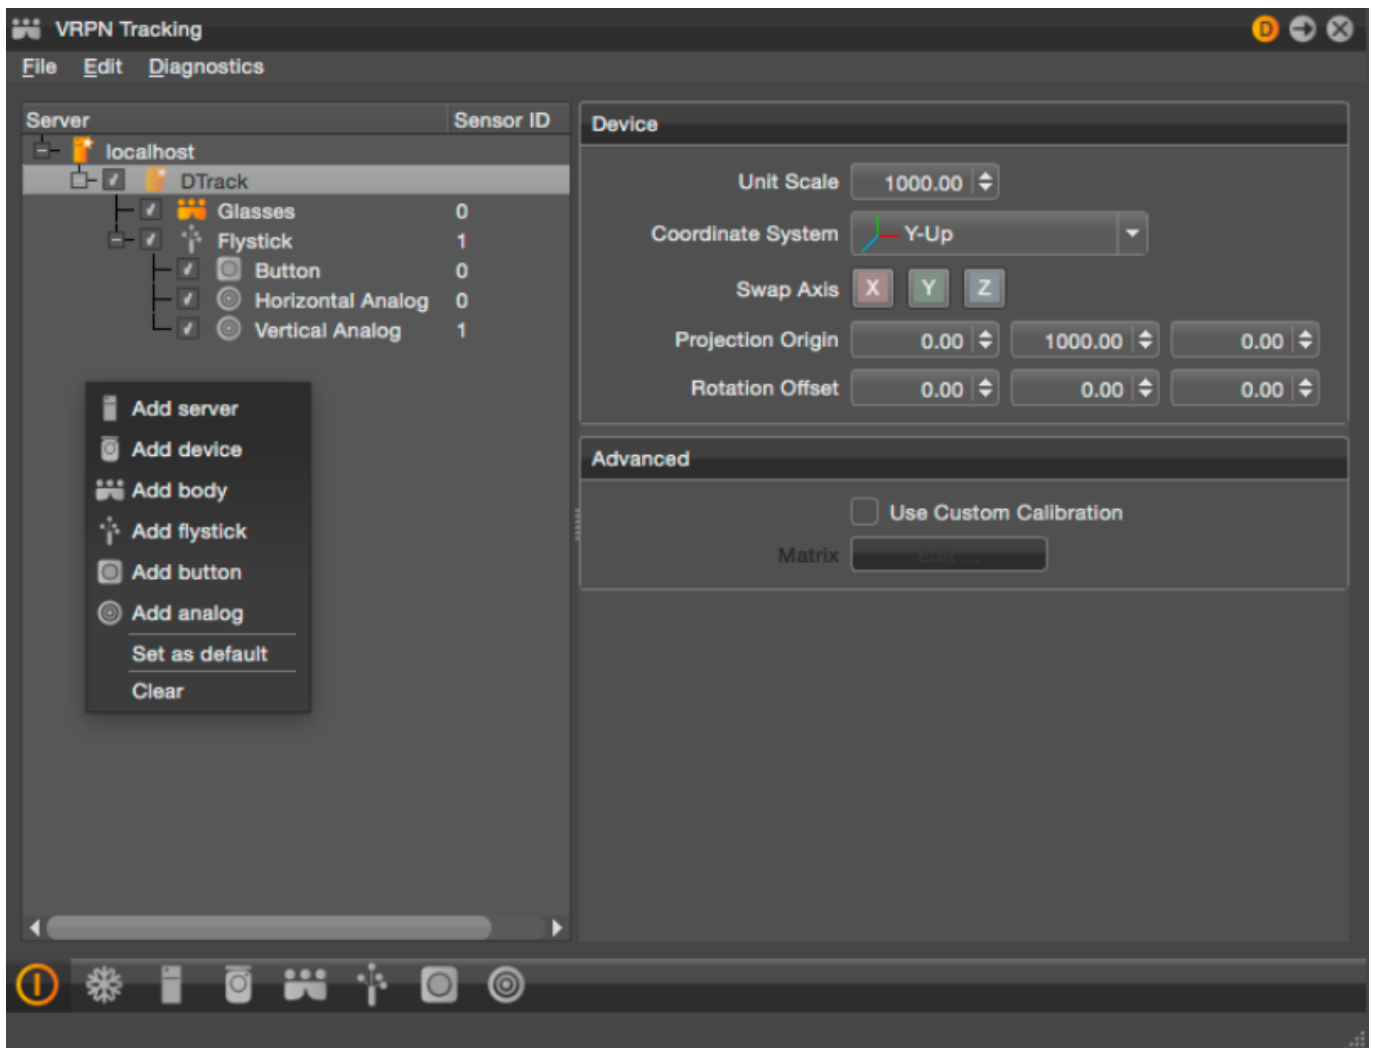 VRPN Tracking
D
File Edit Diagnostics
Server Sensor ID
localhost
DTrack
Glasses 0
Flystick 1
Button 0
Horizontal Analog 0
Vertical Analog 1
Add server
Add device
Add body
Add flystick
Add button
Add analog
Set as default
Clear
Device
Unit Scale 1000.00
Coordinate System Y-Up
Swap Axis X Y Z
Projection Origin 0.00 1000.00 0.00
Rotation Offset 0.00 0.00 0.00
Advanced
Use Custom Calibration
Matrix Edit ...